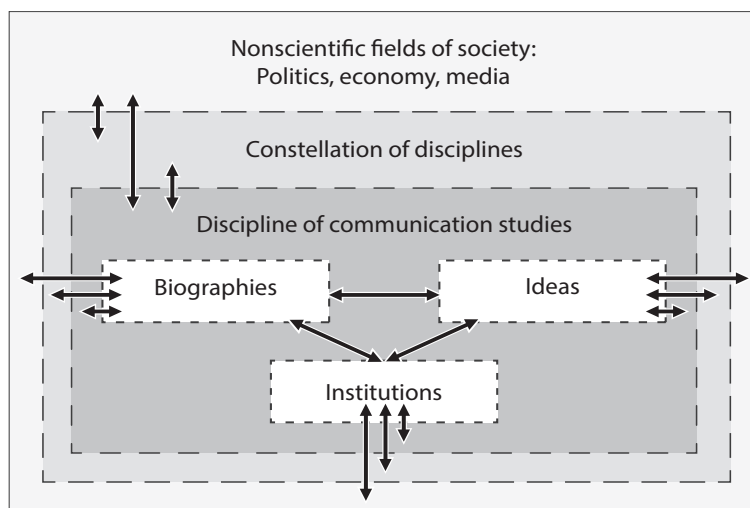 Nonscientific fields of society:
Politics, economy, media
Constellation of disciplines
Discipline of communication studies
Biographies
Ideas
Institutions